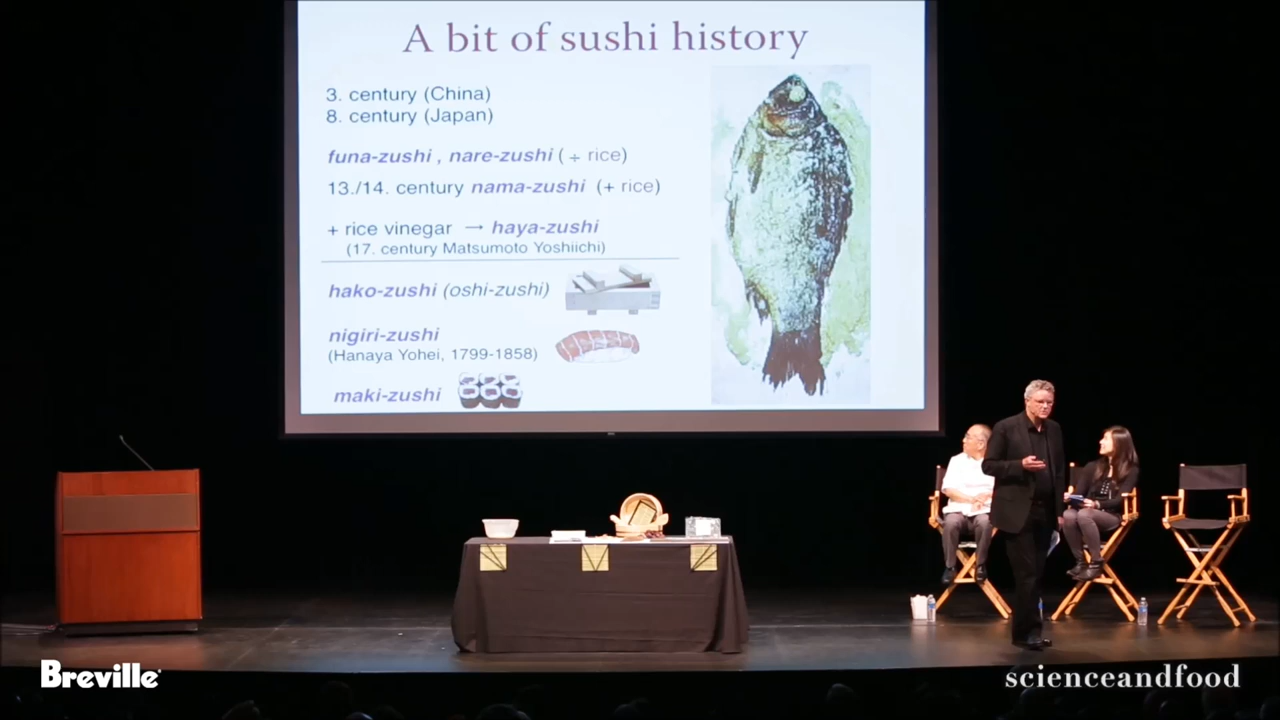 A bit of sushi history
3. century (China)
8. century (Japan)
funa-zushi , nare-zushi ( ÷ rice)
13./14. century nama-zushi (+ rice)
+ rice vinegar → haya-zushi
(17. century Matsumoto Yoshiichi)
hako-zushi (oshi-zushi)
nigiri-zushi
(Hanaya Yohei, 1799-1858)
maki-zushi
Breville
scienceandfood